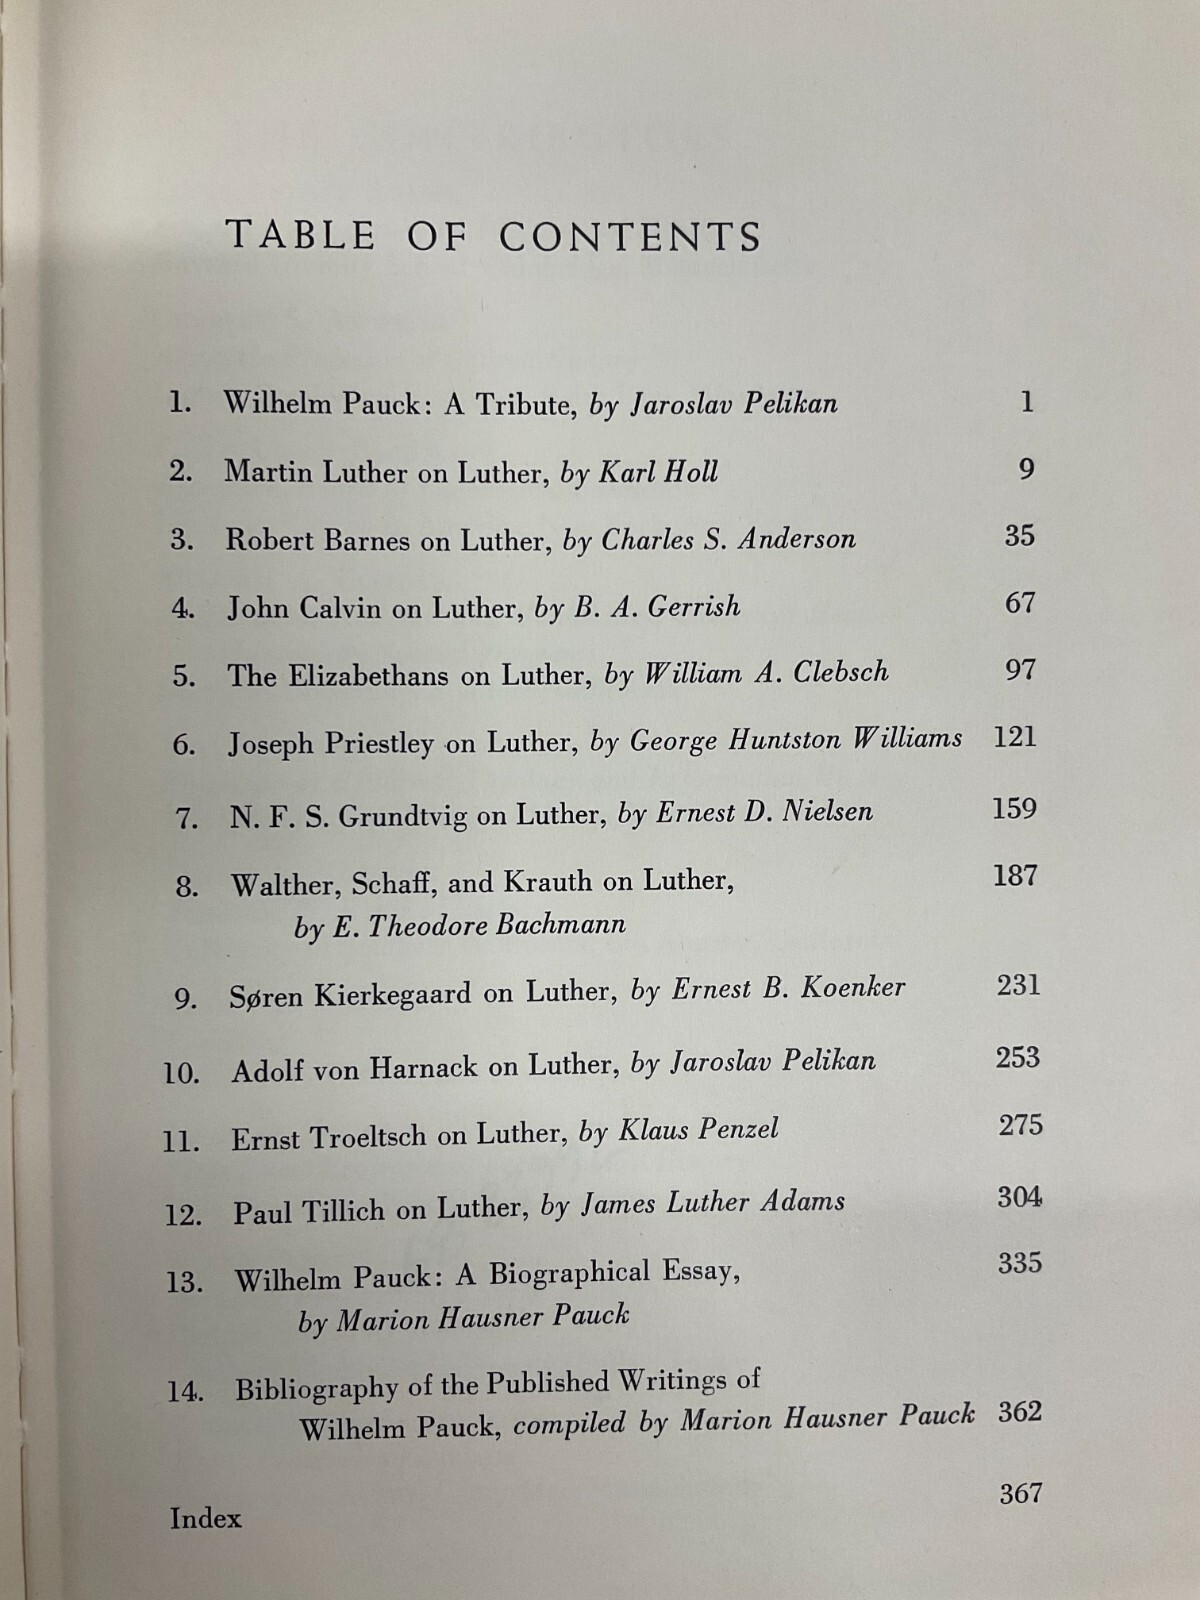 TABLE OF CONTENTS
1. Wilhelm Pauck: A Tribute, by Jaroslav Pelikan 1
2. Martin Luther on Luther, by Karl Holl 9
3. Robert Barnes on Luther, by Charles S. Anderson 35
4. John Calvin on Luther, by B. A. Gerrish 67
5. The Elizabethans on Luther, by William A. Clebsch 97
6. Joseph Priestley on Luther, by George Huntston Williams 121
7. N. F. S. Grundtvig on Luther, by Ernest D. Nielsen 159
8. Walther, Schaff, and Krauth on Luther, 187
by E. Theodore Bachmann
9. Søren Kierkegaard on Luther, by Ernest B. Koenker 231
10. Adolf von Harnack on Luther, by Jaroslav Pelikan 253
11. Ernst Troeltsch on Luther, by Klaus Penzel 275
12. Paul Tillich on Luther, by James Luther Adams 304
13. Wilhelm Pauck: A Biographical Essay, 335
by Marion Hausner Pauck
14. Bibliography of the Published Writings of
Wilhelm Pauck, compiled by Marion Hausner Pauck 362
Index 367